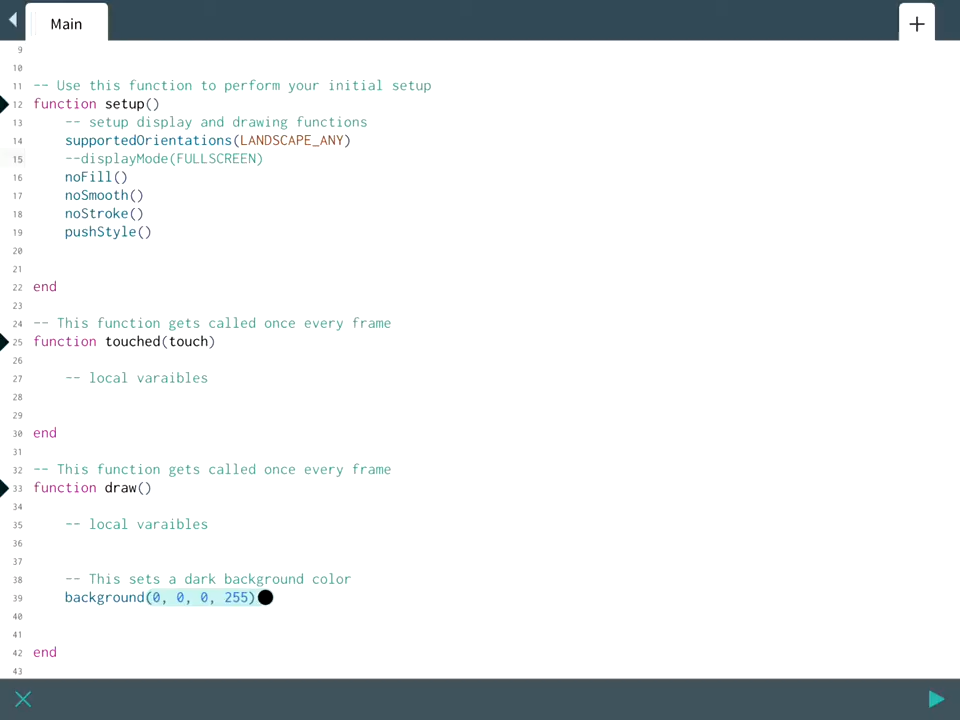 Main
+
9
10
11 -- Use this function to perform your initial setup
12 function setup()
13 -- setup display and drawing functions
14 supportedOrientations(LANDSCAPE_ANY)
15 --displayMode(FULLSCREEN)
16 noFill()
17 noSmooth()
18 noStroke()
19 pushStyle()
20
21
22 end
23
24 -- This function gets called once every frame
25 function touched(touch)
26
27 -- local varaibles
28
29
30 end
31
32 -- This function gets called once every frame
33 function draw()
34
35 -- local varaibles
36
37
38 -- This sets a dark background color
39 background(0, 0, 0, 255)
40
41
42 end
43